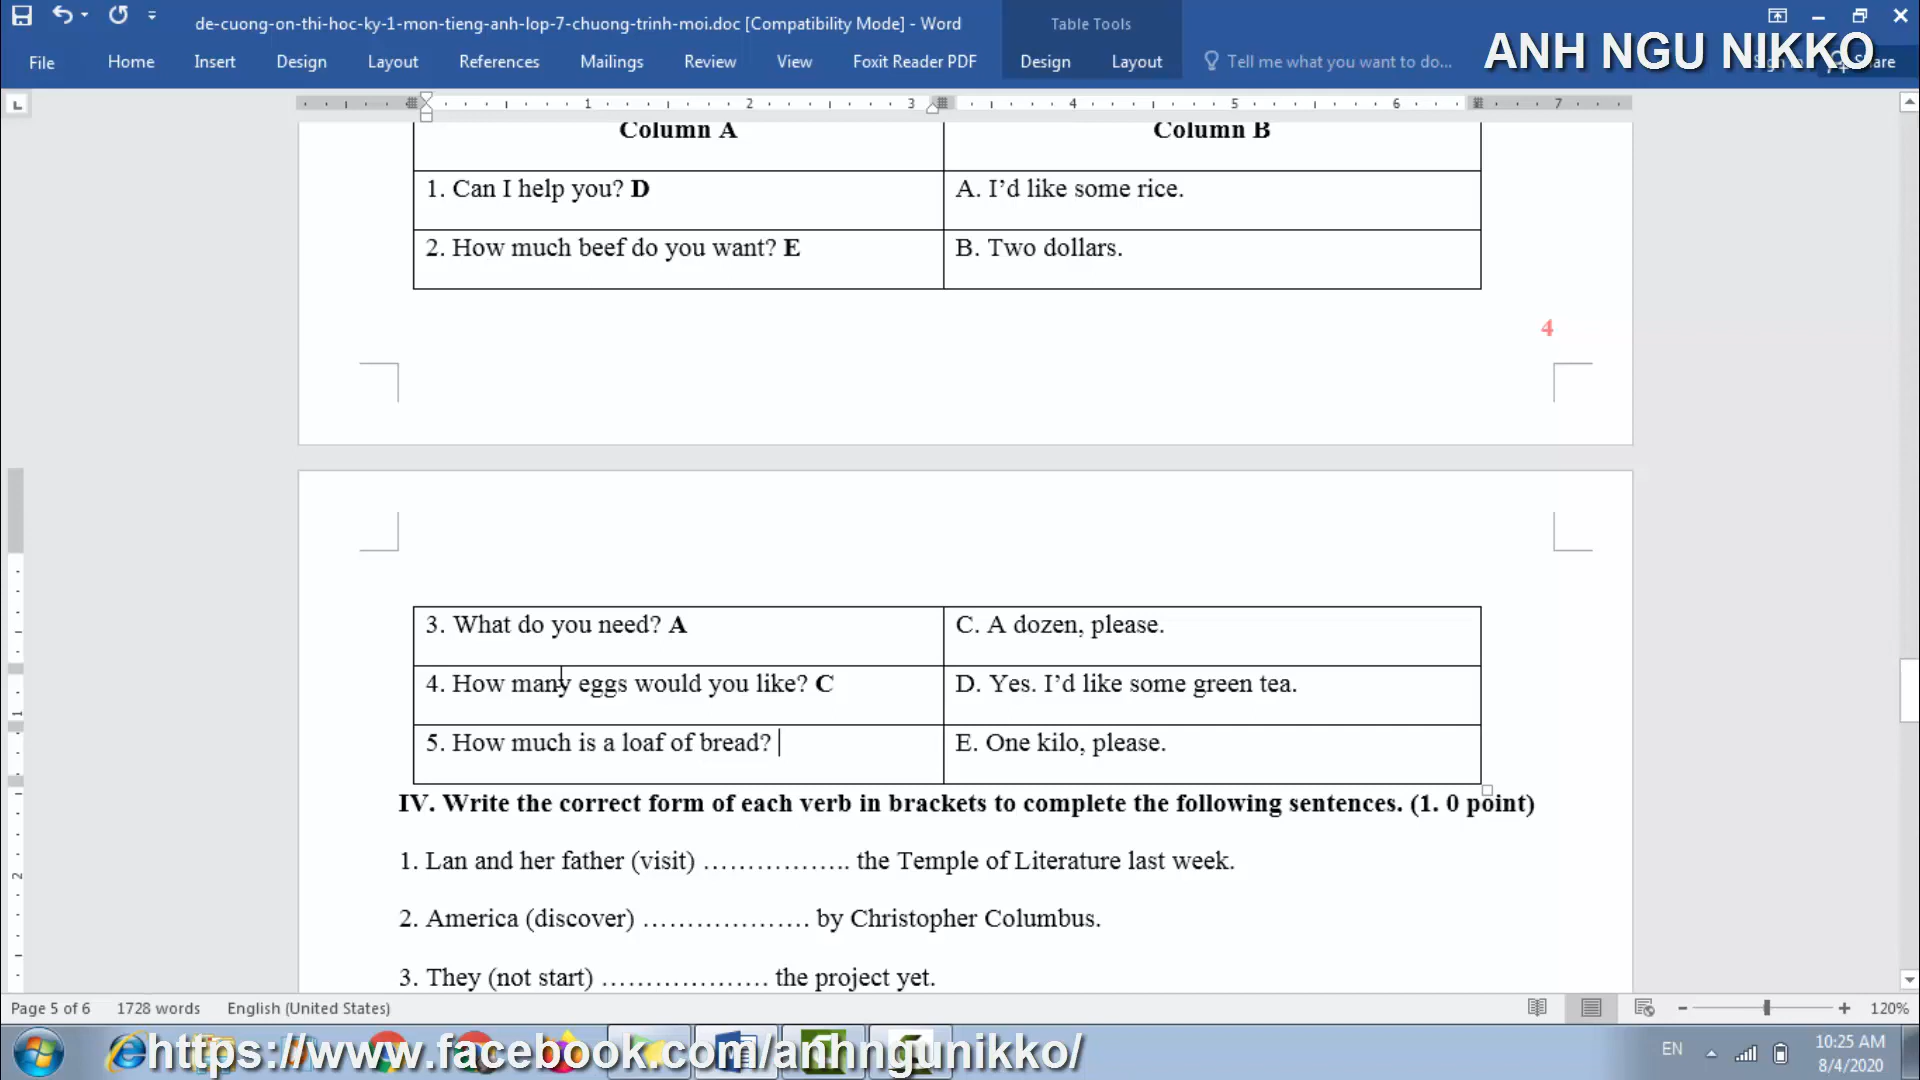 de-cuong-on-thi-hoc-ky-1-mon-tieng-anh-lop-7-chuong-trinh-moi.doc [Compatibility Mode] - Word
Table Tools
File Home Insert Design Layout References Mailings Review View Foxit Reader PDF Design Layout Tell me what you want to do...
ANH NGU NIKKO
1 2 3 4 5 6 7
Column A Column B
1. Can I help you? D A. I’d like some rice.
2. How much beef do you want? E B. Two dollars.
4
3. What do you need? A C. A dozen, please.
4. How many eggs would you like? C D. Yes. I’d like some green tea.
5. How much is a loaf of bread? E. One kilo, please.
IV. Write the correct form of each verb in brackets to complete the following sentences. (1. 0 point)
1. Lan and her father (visit) …………….. the Temple of Literature last week.
2. America (discover) ………………. by Christopher Columbus.
3. They (not start) ………………. the project yet.
Page 5 of 6 1728 words English (United States) 120%
https://www.facebook.com/anhngunikko/
EN
10:25 AM
8/4/2020